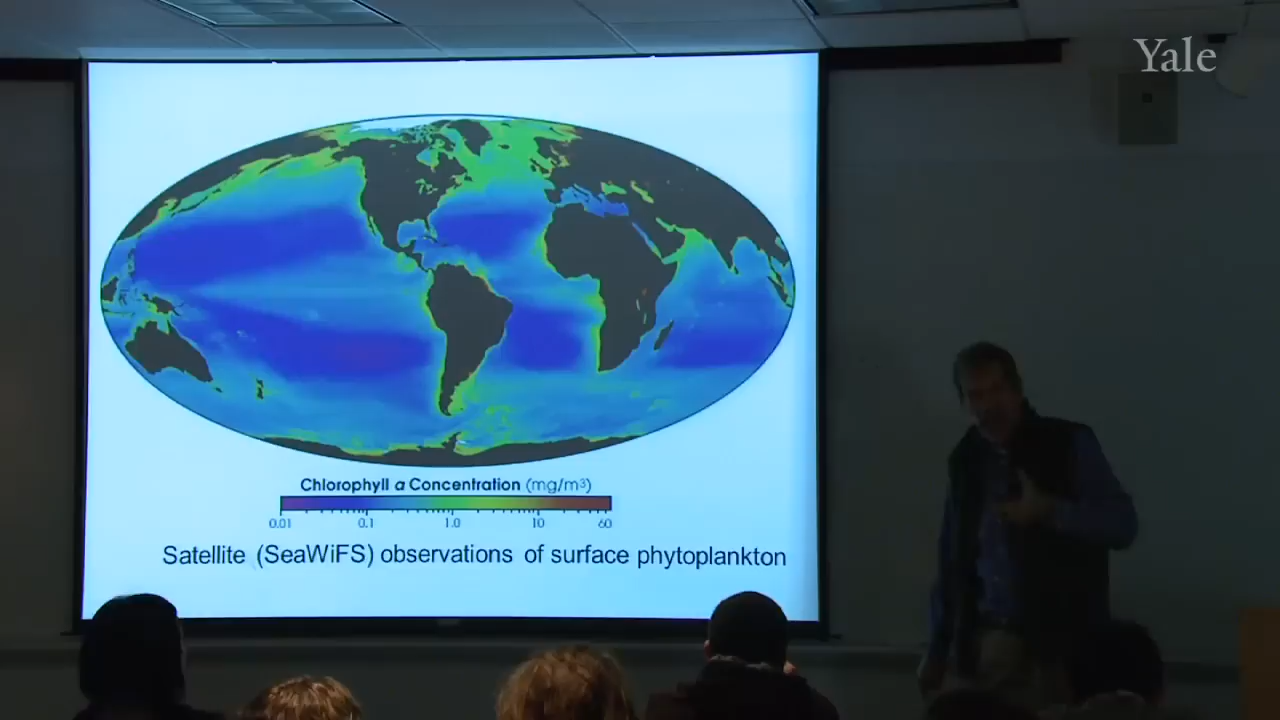 Yale
Chlorophyll a Concentration (mg/m³)
0.01 0.1 1.0 10 60
Satellite (SeaWiFS) observations of surface phytoplankton